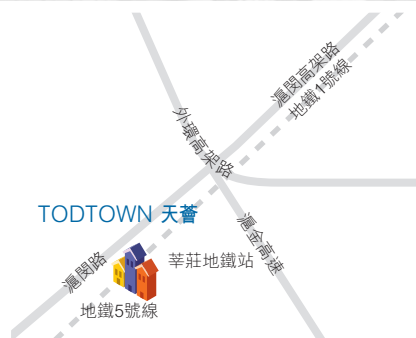 滬閔高架路
地鐵1號線
外環高架路
TODTOWN 天薈
滬金高速
滬閔路
莘莊地鐵站
地鐵5號線